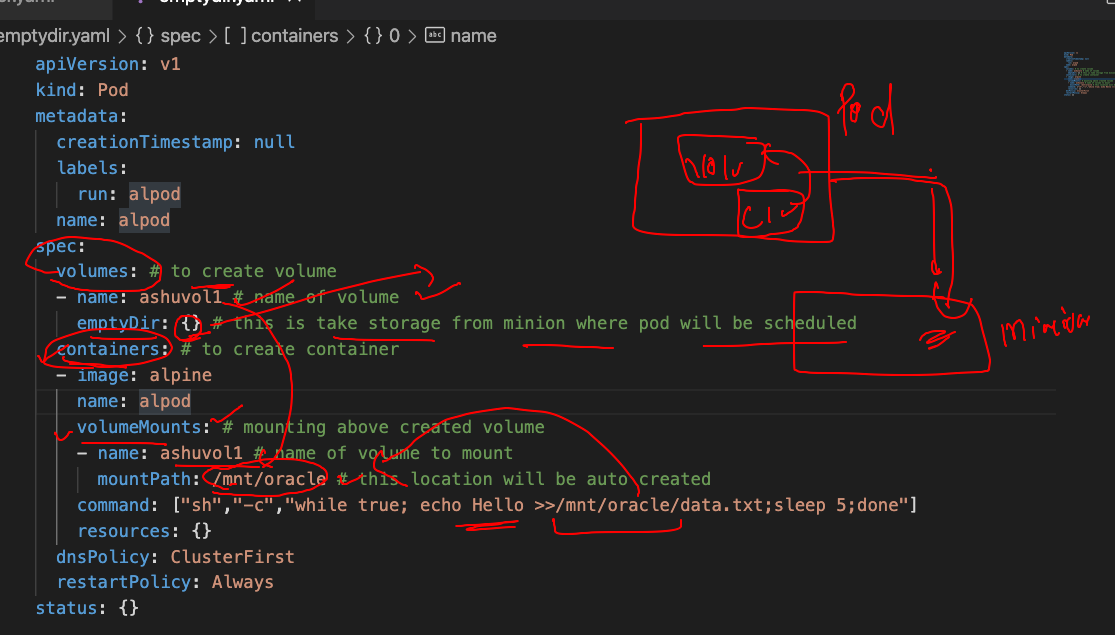 emptydir.yaml > {} spec > [ ] containers > {} 0 > abc name
apiVersion: v1
kind: Pod
metadata:
  creationTimestamp: null
  labels:
    run: alpod
  name: alpod
spec:
  volumes: # to create volume
  - name: ashuvol1 # name of volume
    emptyDir: {} # this is take storage from minion where pod will be scheduled
  containers: # to create container
  - image: alpine
    name: alpod
    volumeMounts: # mounting above created volume
    - name: ashuvol1 # name of volume to mount
      mountPath: /mnt/oracle # this location will be auto created
    command: ["sh","-c","while true; echo Hello >>/mnt/oracle/data.txt;sleep 5;done"]
    resources: {}
  dnsPolicy: ClusterFirst
  restartPolicy: Always
status: {}
Pod